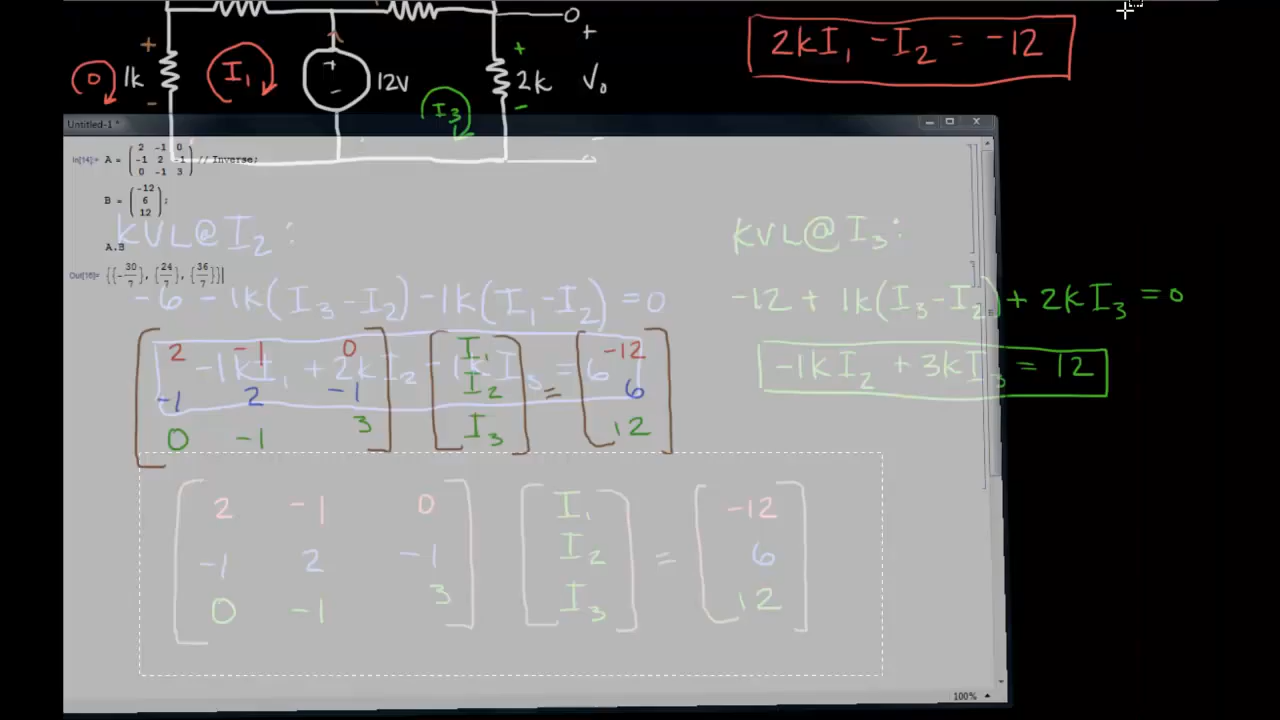 2kI₁ - I₂ = -12
+
+
+
+
0
1k
I₁
12V
I₃
2k
V₀
-
-
-
-
Untitled-1 *
In[14]:= A = ( 2 -1 0
-1 2 -1
0 -1 3 ) // Inverse;
B = ( -12
6
12 );
A.B
Out[16]= {{-30/7}, {24/7}, {36/7}}
KVL@I₂:
KVL@I₃:
-6 - 1k(I₃ - I₂) - 1k(I₁ - I₂) = 0
-12 + 1k(I₃ - I₂) + 2kI₃ = 0
-1kI₁ + 2kI₂ - 1kI₃ = 6
-1kI₂ + 3kI₃ = 12
2 -1 0 I₁ -12
-1 2 -1 I₂ = 6
0 -1 3 I₃ 12
2 -1 0 I₁ -12
-1 2 -1 I₂ = 6
0 -1 3 I₃ 12
100%